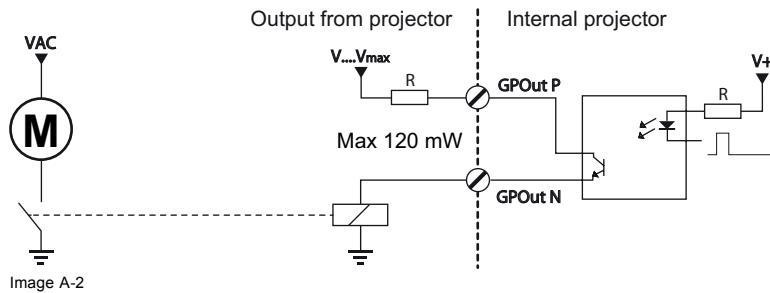 Output from projector
Internal projector
VAC
V....Vmax
V+
R
GPOut P
R
M
Max 120 mW
GPOut N
Image A-2